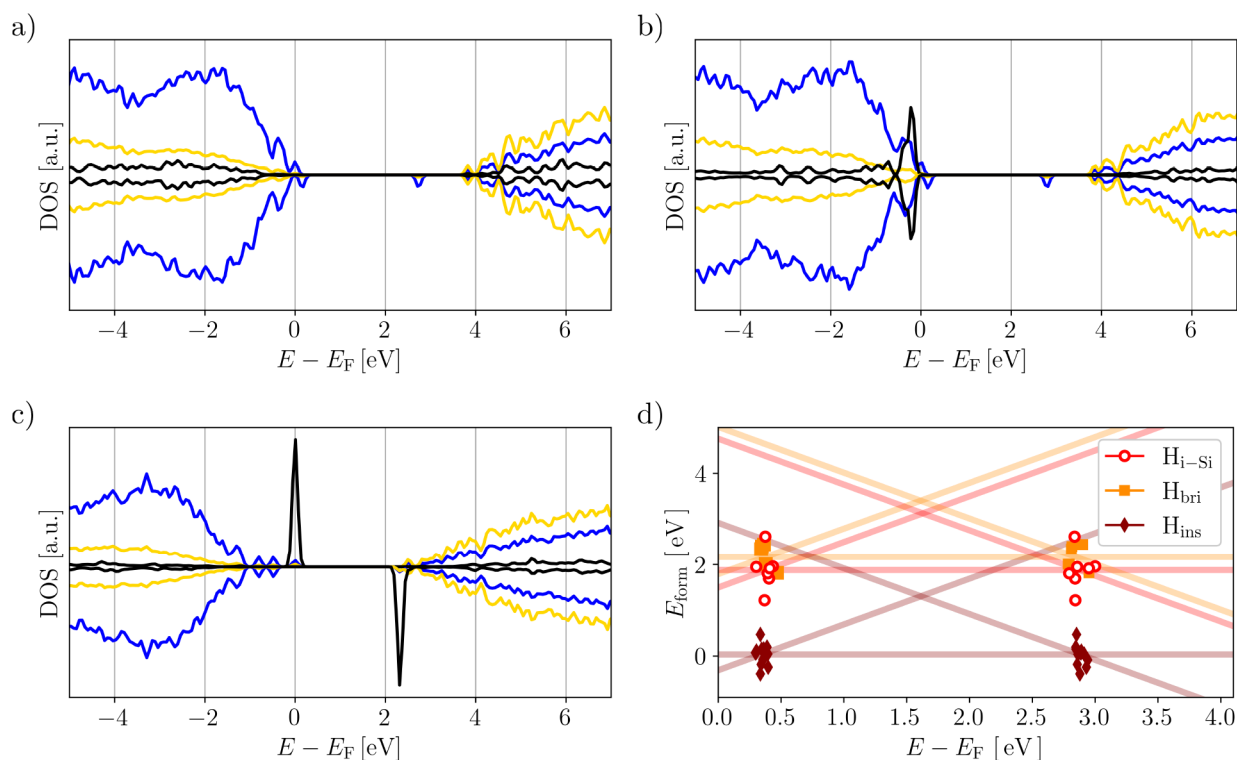 a)
DOS [a.u.]
−4 −2 0 2 4 6
E − E_F [eV]
b)
DOS [a.u.]
−4 −2 0 2 4 6
E − E_F [eV]
c)
DOS [a.u.]
−4 −2 0 2 4 6
E − E_F [eV]
d)
E_form [eV]
4
2
0
H_i−Si
H_bri
H_ins
0.0 0.5 1.0 1.5 2.0 2.5 3.0 3.5 4.0
E − E_F [eV]